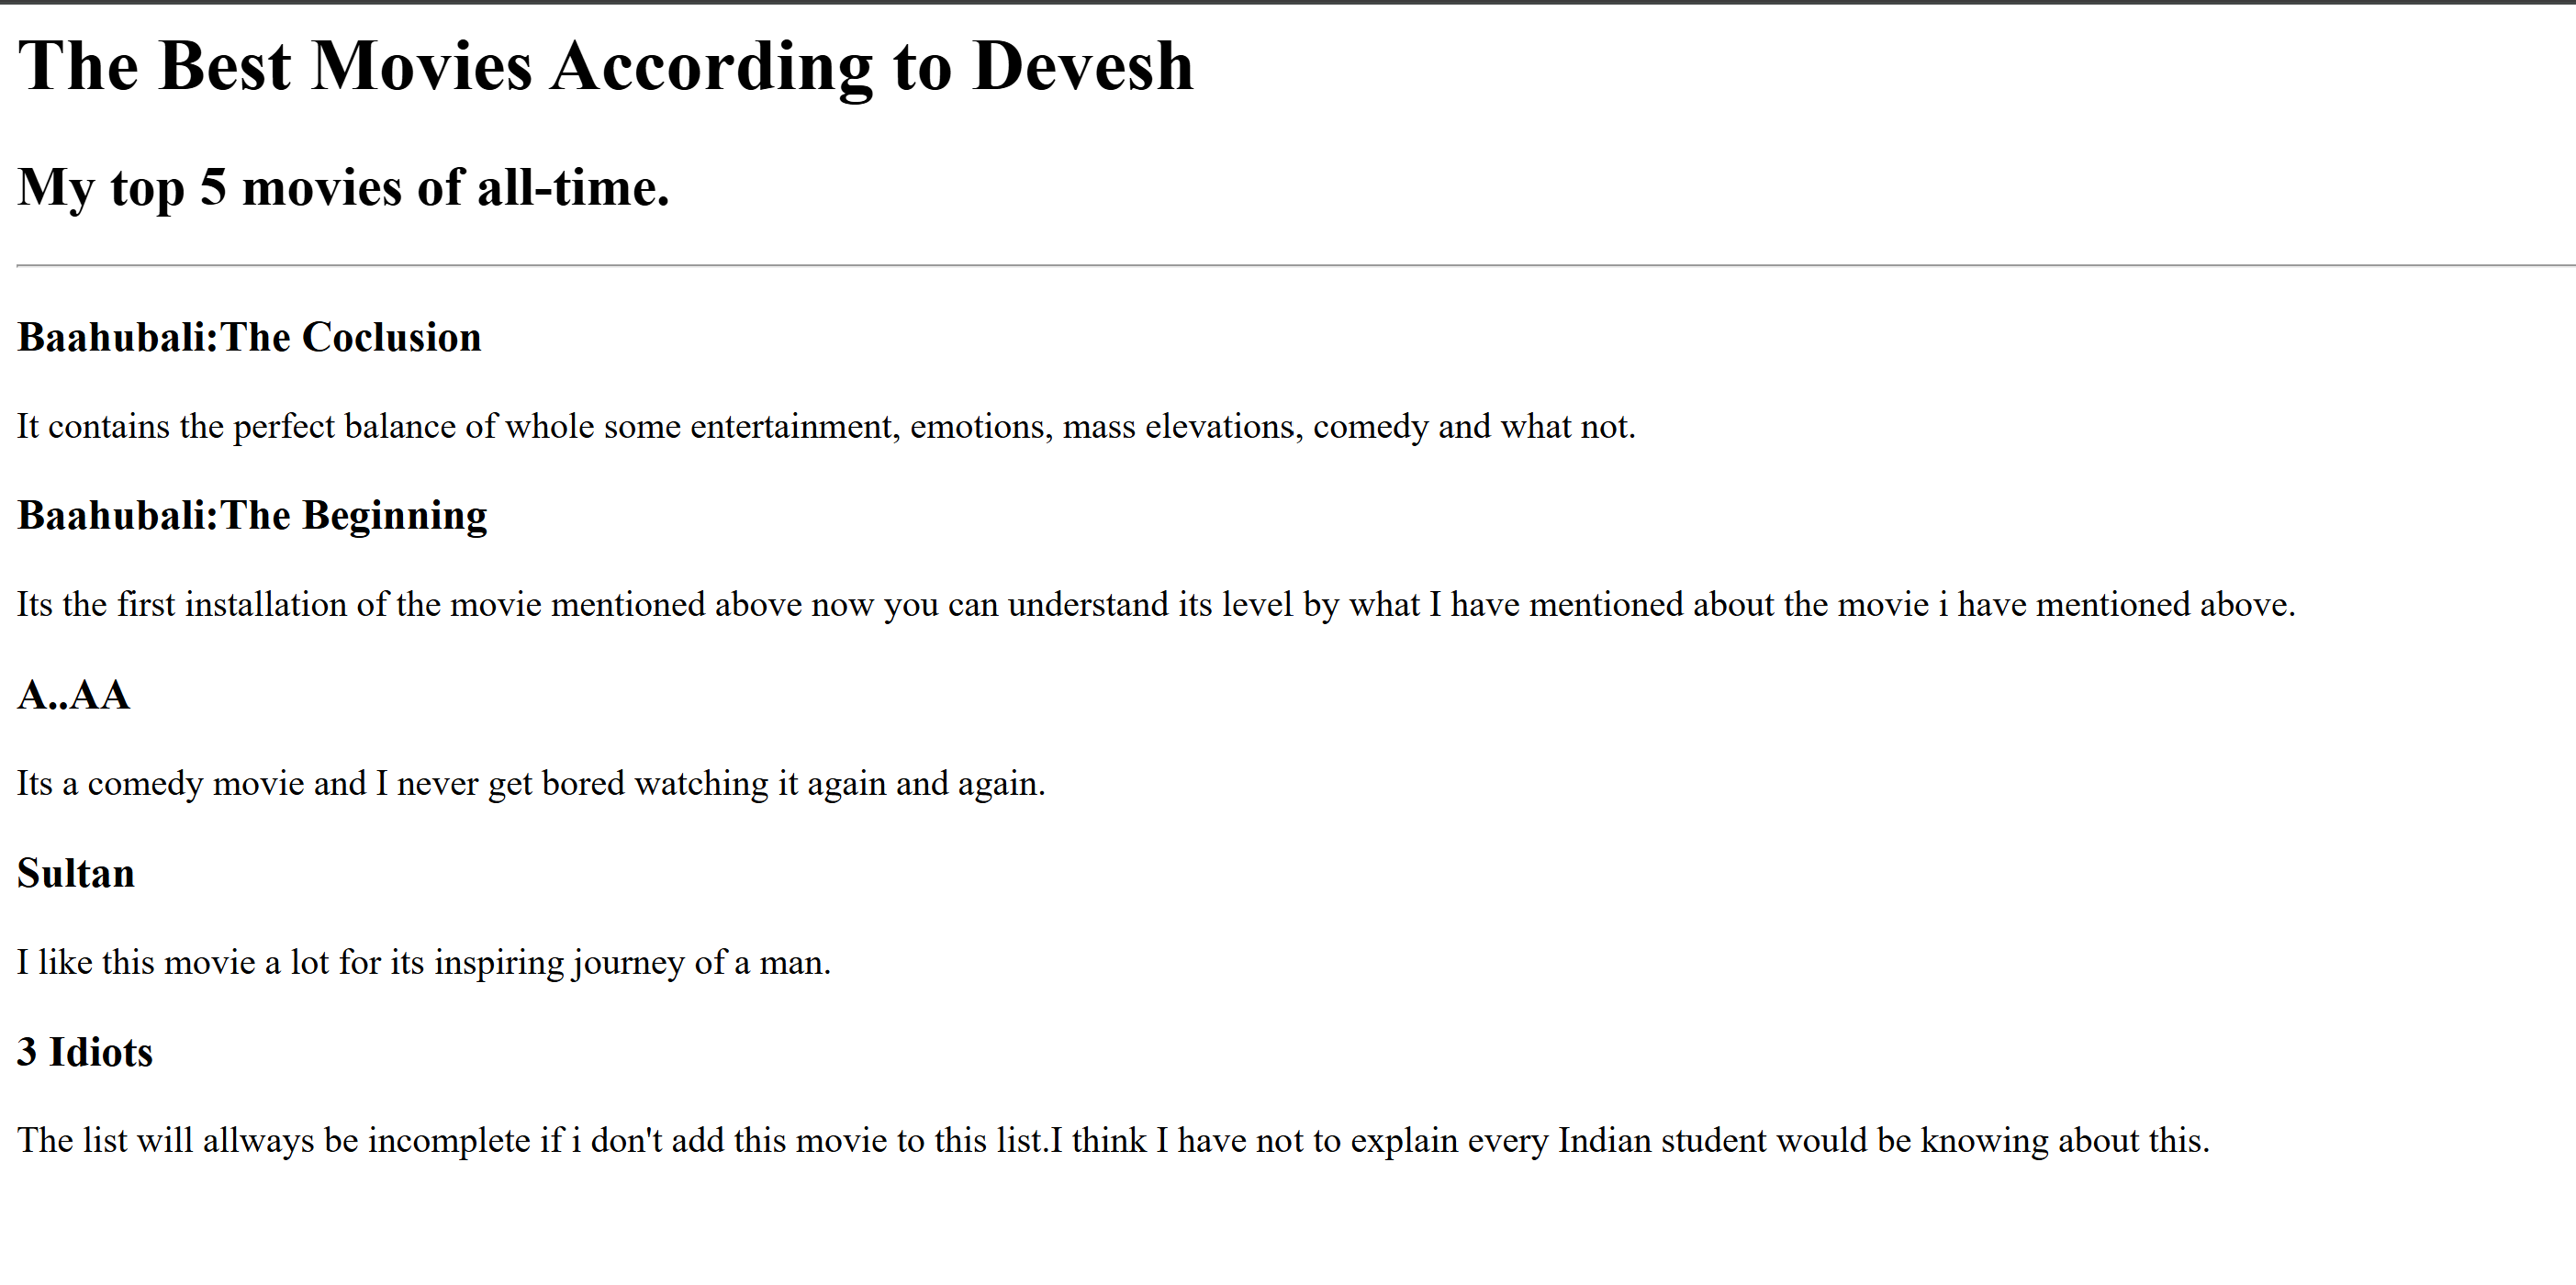 The Best Movies According to Devesh
My top 5 movies of all-time.
Baahubali:The Coclusion
It contains the perfect balance of whole some entertainment, emotions, mass elevations, comedy and what not.
Baahubali:The Beginning
Its the first installation of the movie mentioned above now you can understand its level by what I have mentioned about the movie i have mentioned above.
A..AA
Its a comedy movie and I never get bored watching it again and again.
Sultan
I like this movie a lot for its inspiring journey of a man.
3 Idiots
The list will allways be incomplete if i don't add this movie to this list.I think I have not to explain every Indian student would be knowing about this.